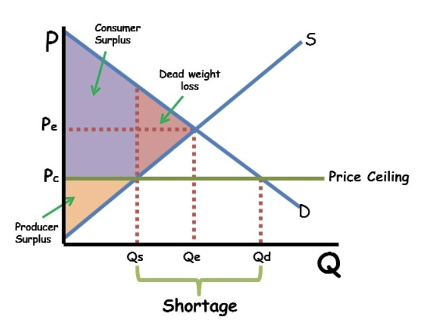 P
Consumer
Surplus
S
Dead weight
loss
Pe
Pc
Price Ceiling
Producer
Surplus
D
Qs
Qe
Qd
Q
Shortage